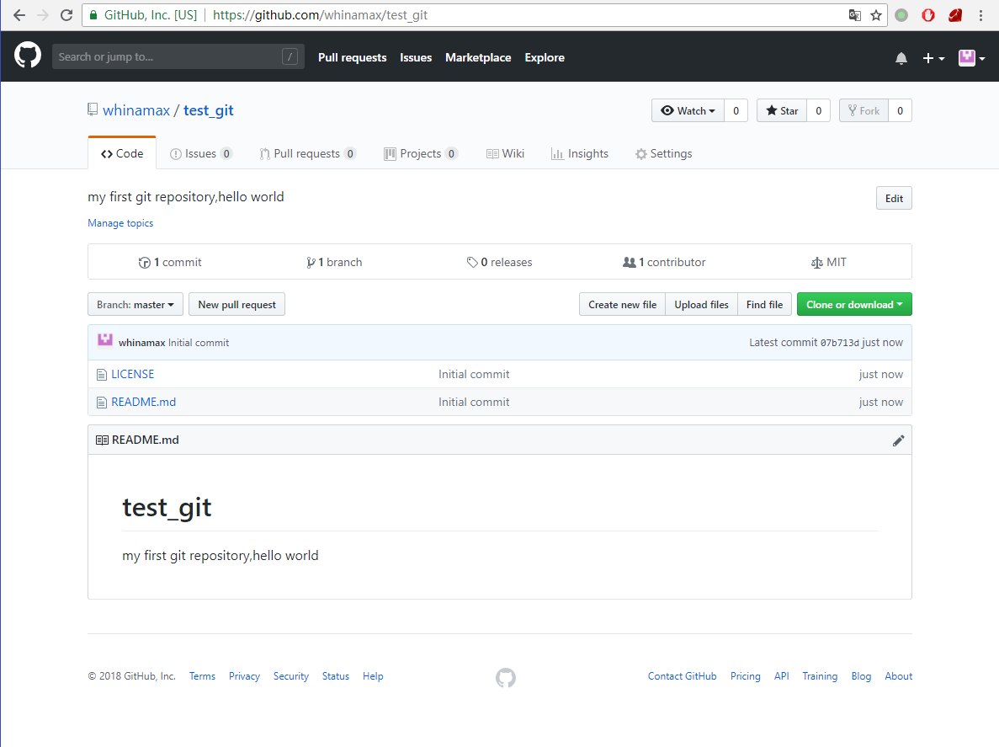 GitHub, Inc. [US] https://github.com/whinamax/test_git
Search or jump to... / Pull requests Issues Marketplace Explore
whinamax / test_git Watch 0 Star 0 Fork 0
Code Issues 0 Pull requests 0 Projects 0 Wiki Insights Settings
my first git repository,hello world Edit
Manage topics
1 commit 1 branch 0 releases 1 contributor MIT
Branch: master New pull request Create new file Upload files Find file Clone or download
whinamax Initial commit Latest commit 07b713d just now
LICENSE Initial commit just now
README.md Initial commit just now
README.md
test_git
my first git repository,hello world
© 2018 GitHub, Inc. Terms Privacy Security Status Help Contact GitHub Pricing API Training Blog About